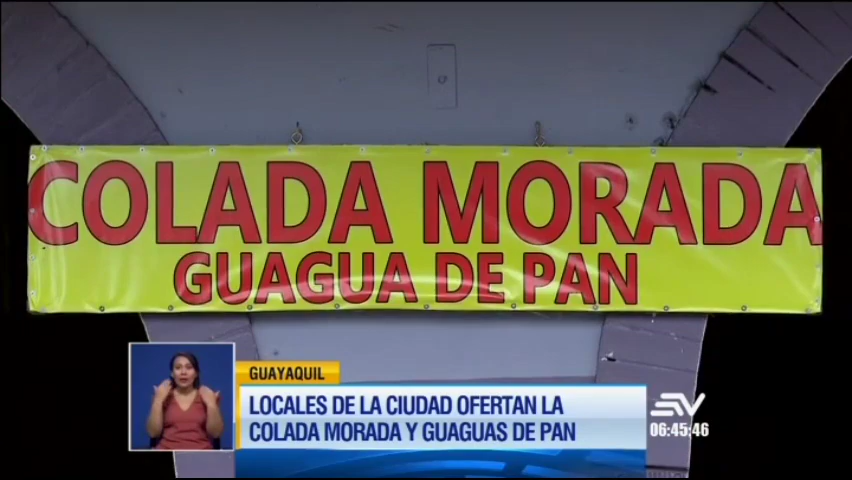 COLADA MORADA
GUAGUA DE PAN
GUAYAQUIL
LOCALES DE LA CIUDAD OFERTAN LA
COLADA MORADA Y GUAGUAS DE PAN
06:45:46